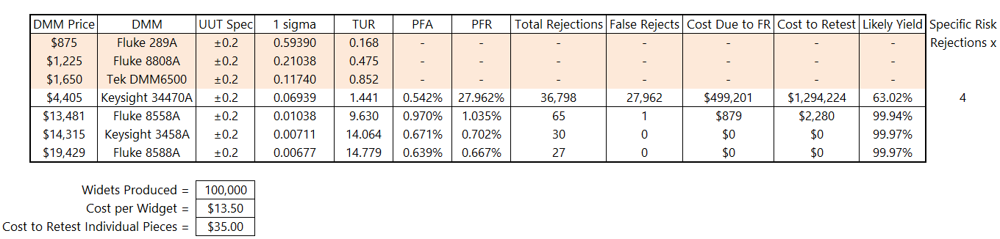 DMM Price DMM UUT Spec 1 sigma TUR PFA PFR Total Rejections False Rejects Cost Due to FR Cost to Retest Likely Yield Specific Risk
$875 Fluke 289A ±0.2 0.59390 0.168 - - - - - - - Rejections x
$1,225 Fluke 8808A ±0.2 0.21038 0.475 - - - - - - -
$1,650 Tek DMM6500 ±0.2 0.11740 0.852 - - - - - - -
$4,405 Keysight 34470A ±0.2 0.06939 1.441 0.542% 27.962% 36,798 27,962 $499,201 $1,294,224 63.02% 4
$13,481 Fluke 8558A ±0.2 0.01038 9.630 0.970% 1.035% 65 1 $879 $2,280 99.94%
$14,315 Keysight 3458A ±0.2 0.00711 14.064 0.671% 0.702% 30 0 $0 $0 99.97%
$19,429 Fluke 8588A ±0.2 0.00677 14.779 0.639% 0.667% 27 0 $0 $0 99.97%
Widets Produced = 100,000
Cost per Widget = $13.50
Cost to Retest Individual Pieces = $35.00